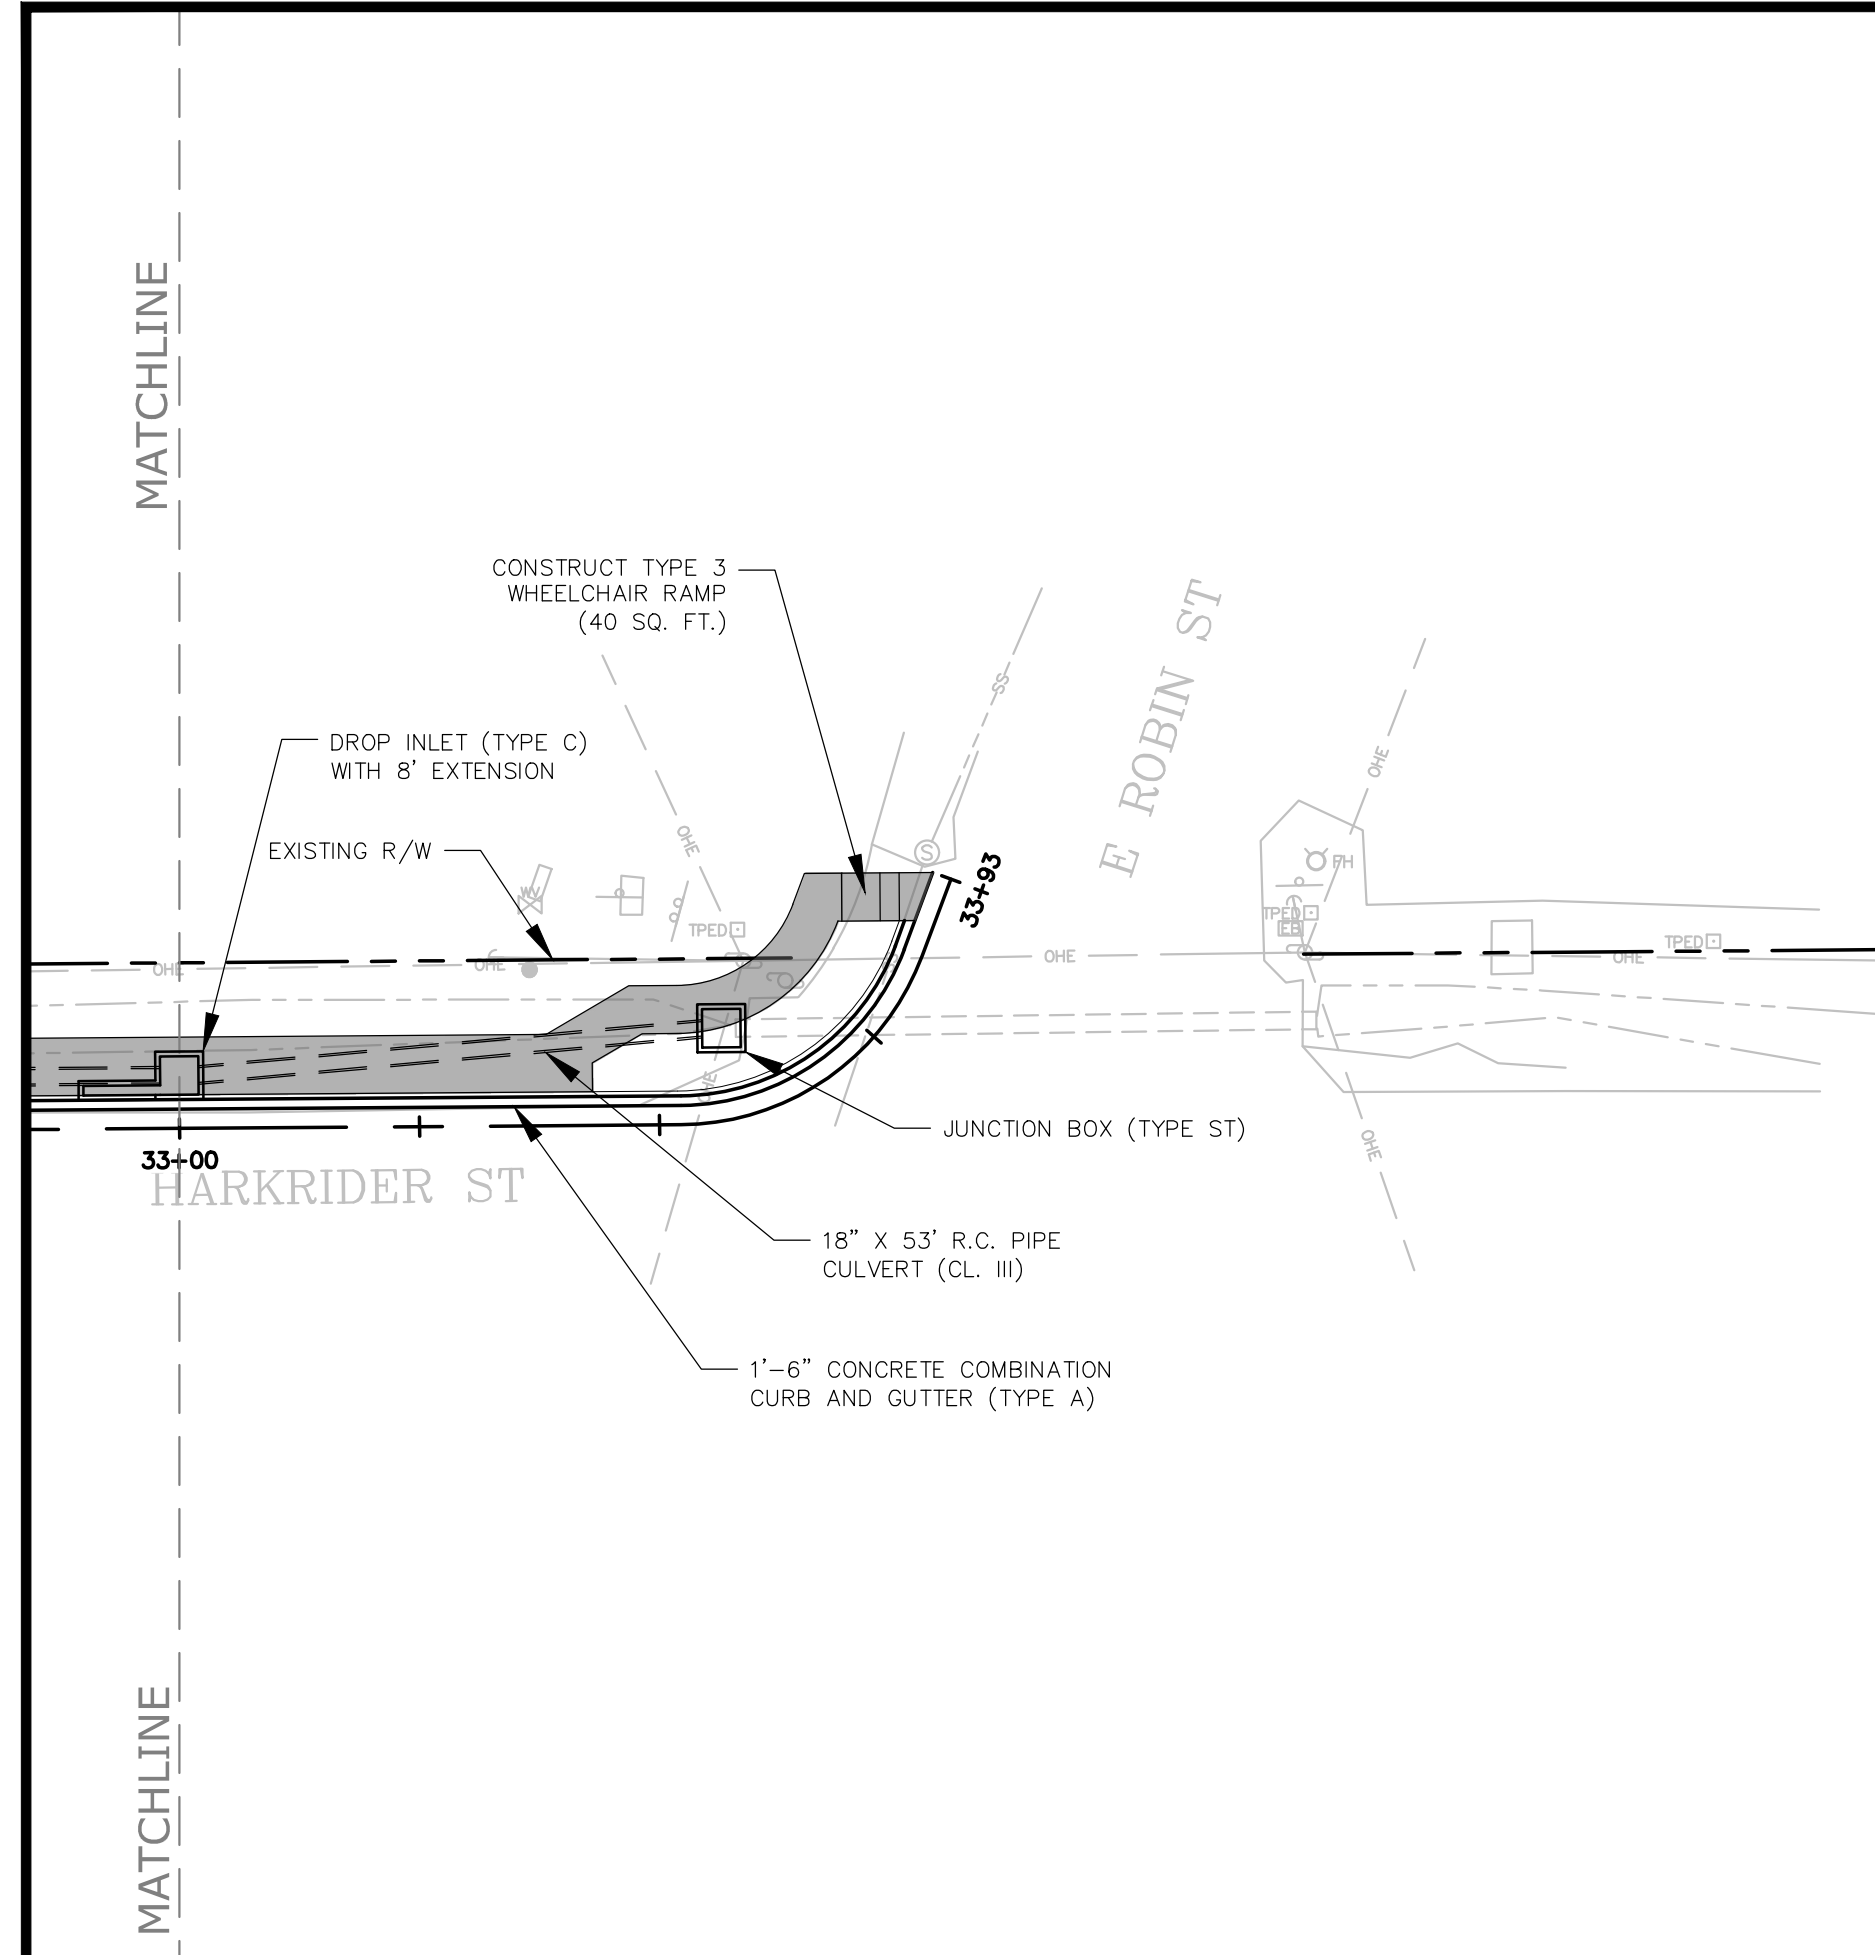 MATCHLINE
CONSTRUCT TYPE 3
WHEELCHAIR RAMP
(40 SQ. FT.)
DROP INLET (TYPE C)
WITH 8' EXTENSION
EXISTING R/W
E ROBIN ST
SS
OHE
OHE
S
WV
FH
33+93
TPED
TPED
EB
TPED
OHE
OHE
OHE
OHE
OHE
OHE
JUNCTION BOX (TYPE ST)
33+00
HARKRIDER ST
18" X 53' R.C. PIPE
CULVERT (CL. III)
1'-6" CONCRETE COMBINATION
CURB AND GUTTER (TYPE A)
MATCHLINE